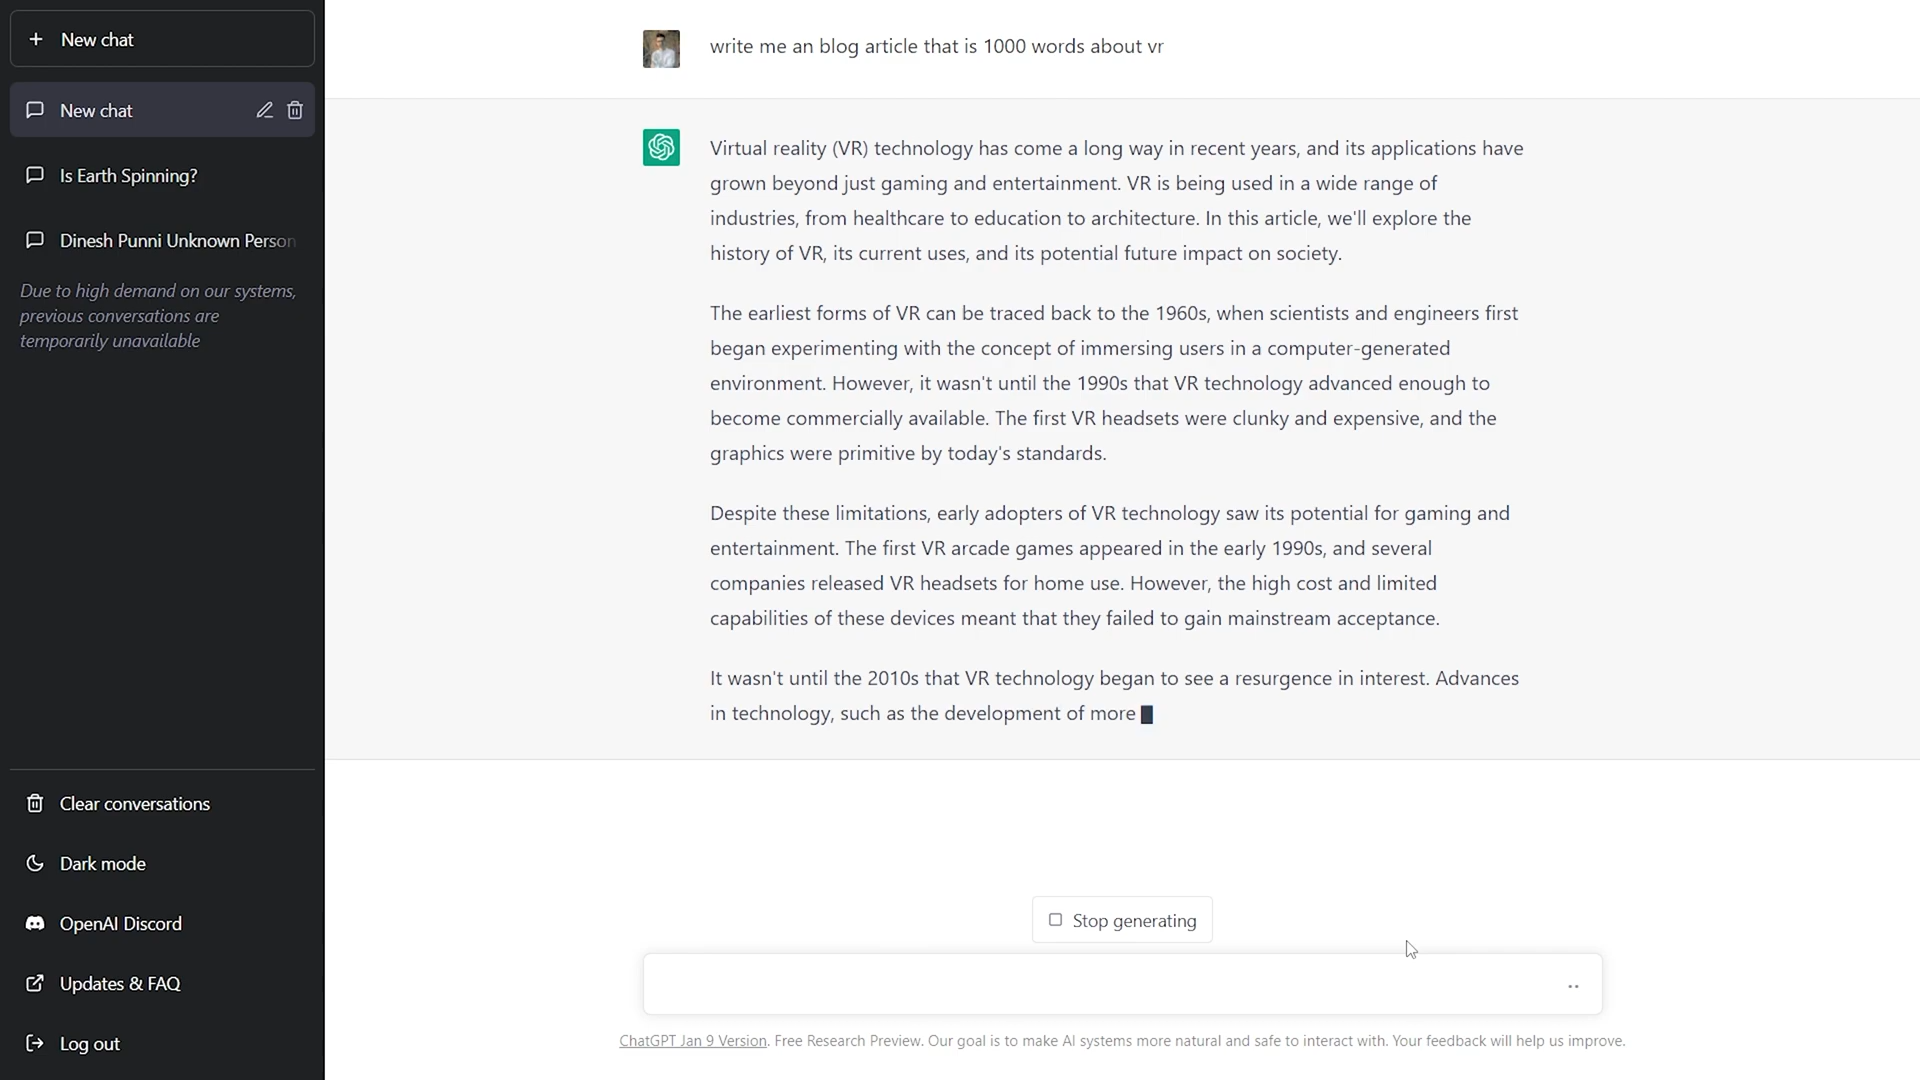 New chat
New chat
Is Earth Spinning?
Dinesh Punni Unknown Person
Due to high demand on our systems,
previous conversations are
temporarily unavailable
Clear conversations
Dark mode
OpenAI Discord
Updates & FAQ
Log out
write me an blog article that is 1000 words about vr
Virtual reality (VR) technology has come a long way in recent years, and its applications have
grown beyond just gaming and entertainment. VR is being used in a wide range of
industries, from healthcare to education to architecture. In this article, we'll explore the
history of VR, its current uses, and its potential future impact on society.
The earliest forms of VR can be traced back to the 1960s, when scientists and engineers first
began experimenting with the concept of immersing users in a computer-generated
environment. However, it wasn't until the 1990s that VR technology advanced enough to
become commercially available. The first VR headsets were clunky and expensive, and the
graphics were primitive by today's standards.
Despite these limitations, early adopters of VR technology saw its potential for gaming and
entertainment. The first VR arcade games appeared in the early 1990s, and several
companies released VR headsets for home use. However, the high cost and limited
capabilities of these devices meant that they failed to gain mainstream acceptance.
It wasn't until the 2010s that VR technology began to see a resurgence in interest. Advances
in technology, such as the development of more
Stop generating
ChatGPT Jan 9 Version. Free Research Preview. Our goal is to make AI systems more natural and safe to interact with. Your feedback will help us improve.